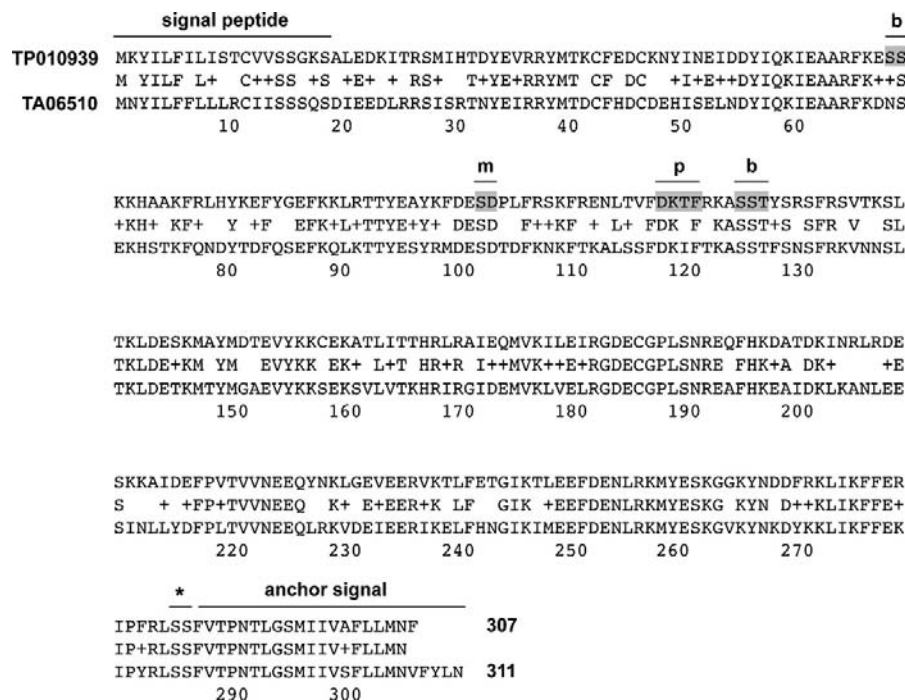 signal peptide b
TP010939 MKYILFILISTCVVSSGKSALEDKITRSMIHTDYEVRRYMTKCFEDCKNYINEIDDYIQKIEAARFKESS
M YILF L+ C++SS +S +E+ + RS+ T+YE+RRYMT CF DC +I+E++DYIQKIEAARFK++S
TA06510 MNYILFFLLLRCIISSSQSDIEEDLRRSISRTNYEIRRYMTDCFHDCDEHISELNDYIQKIEAARFKDNS
10 20 30 40 50 60
m p b
KKHAAKFRLHYKEFYGEFKKLRTTYEAYKFDESDPLFRSKFRENLTVFDKTFRKASSTYSRSFRSVTKSL
+KH+ KF+ Y +F EFK+L+TTYE+Y DESD F++KF + L+ FDK F KASST+S SFR V SL
EKHSTKFQNDYTDFQSEFKQLKTTYESYRMDESDTDFKNKFTKALSSFDKIFTKASSTFSNSFRKVNNSL
80 90 100 110 120 130
TKLDESKMAYMDTEVYKKCEKATLITTHRLRAIEQMVKILEIRGDECGPLSNREQFHKDATDKINRLRDE
TKLDE+KM YM EVYKK EK+ L+T HR+R I++MVK++E+RGDECGPLSNRE FHK+A DK+ +E
TKLDETKMTYMGAEVYKKSEKSVLVTKHRIRGIDEMVKLVELRGDECGPLSNREAFHKEAIDKLKANLEE
150 160 170 180 190 200
SKKAIDEFPVTVVNEEQYNKLGEVEERVKTLFETGIKTLEEFDENLRKMYESKGGKYNDDFRKLIKFFER
S + +FP+TVVNEEQ K+ E+EER+K LF GIK +EEFDENLRKMYESKG KYN D++KLIKFFE+
SINLLYDFPLTVVNEEQLRKVDEIEERIKELFHNGIKIMEEFDENLRKMYESKGVKYNKDYKKLIKFFEK
220 230 240 250 260 270
* anchor signal
IPFRLSSFVTPNTLGSMIIVAFLLMNF 307
IP+RLSSFVTPNTLGSMIIV+FLLMN
IPYRLSSFVTPNTLGSMIIVSFLLMNVFYLN 311
290 300